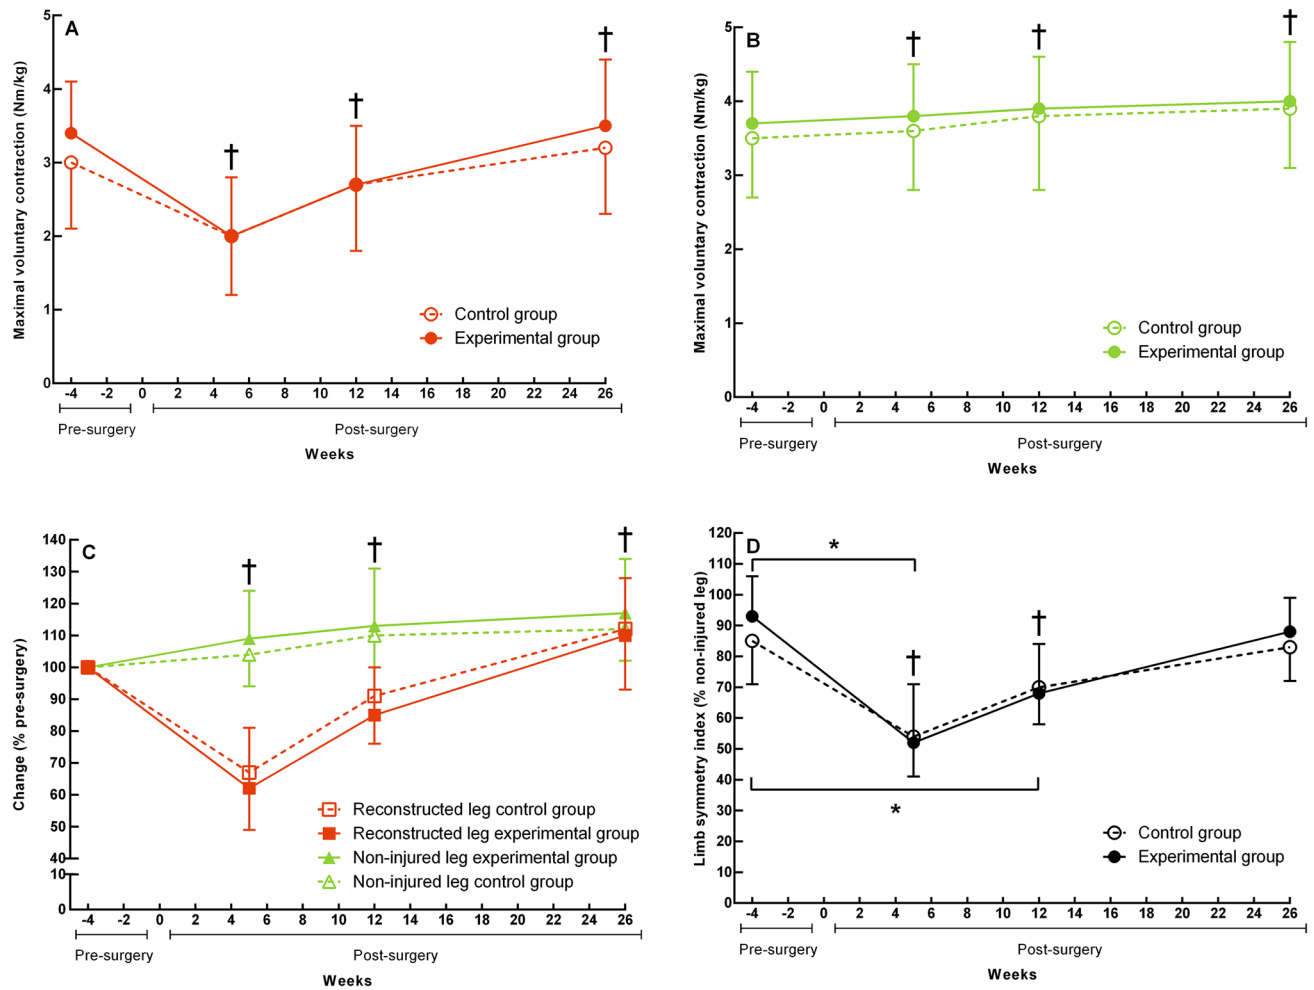 A
Maximal voluntary contraction (Nm/kg)
5
4
3
2
1
0
† † †
Control group
Experimental group
-4 -2 0 2 4 6 8 10 12 14 16 18 20 22 24 26
Pre-surgery Post-surgery
Weeks
B
Maximal voluntary contraction (Nm/kg)
5
4
3
2
1
0
† † †
Control group
Experimental group
-4 -2 0 2 4 6 8 10 12 14 16 18 20 22 24 26
Pre-surgery Post-surgery
Weeks
C
Change (% pre-surgery)
140
130
120
110
100
90
80
70
60
50
40
10
0
† † †
Reconstructed leg control group
Reconstructed leg experimental group
Non-injured leg experimental group
Non-injured leg control group
-4 -2 0 2 4 6 8 10 12 14 16 18 20 22 24 26
Pre-surgery Post-surgery
Weeks
D
Limb symmetry index (% non-injured leg)
120
110
100
90
80
70
60
50
40
30
20
10
0
*
† †
*
Control group
Experimental group
-4 -2 0 2 4 6 8 10 12 14 16 18 20 22 24 26
Pre-surgery Post-surgery
Weeks